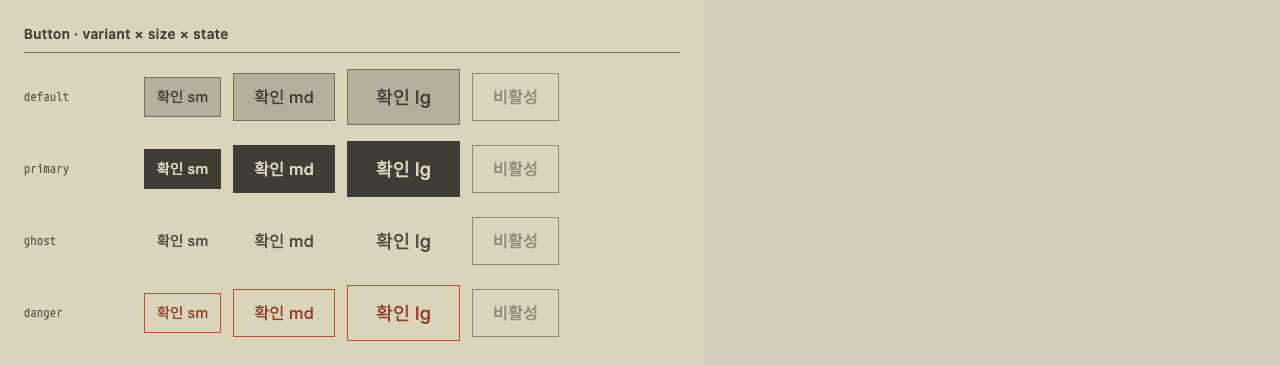 Button · variant × size × state
default 확인 sm 확인 md 확인 lg 비활성
primary 확인 sm 확인 md 확인 lg 비활성
ghost 확인 sm 확인 md 확인 lg 비활성
danger 확인 sm 확인 md 확인 lg 비활성